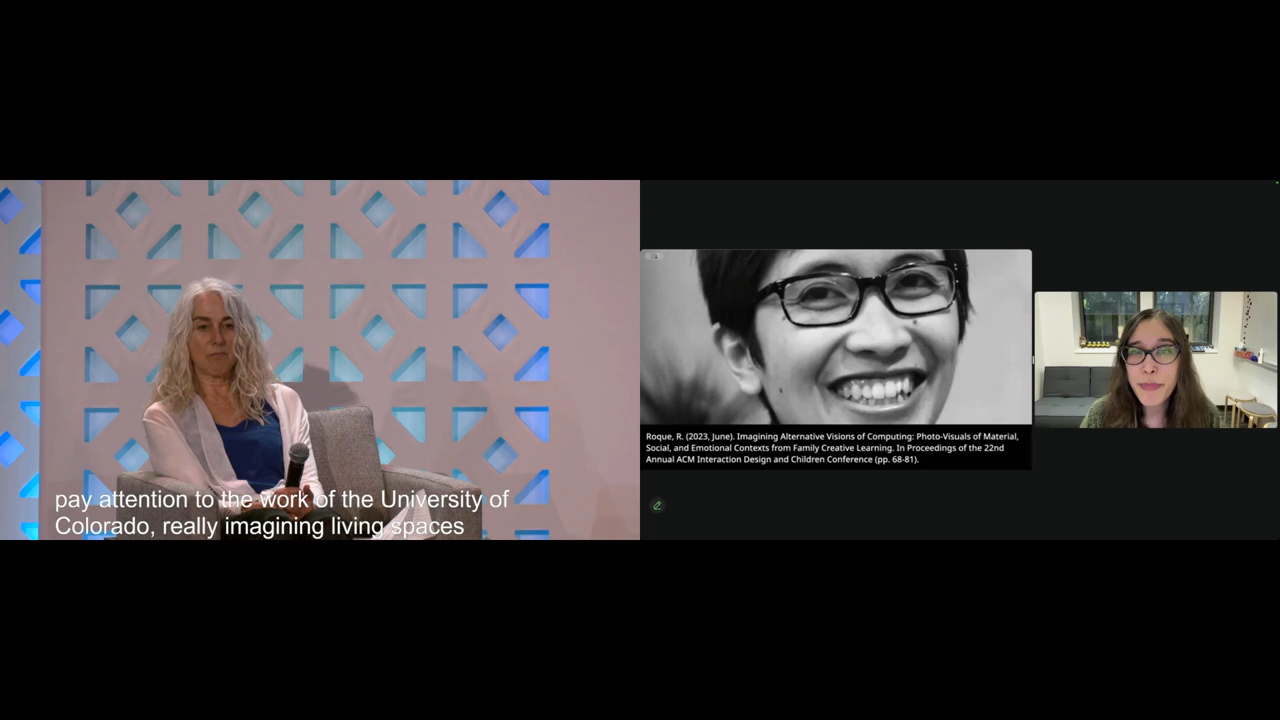 pay attention to the work of the University of
Colorado, really imagining living spaces
Roque, R. (2023, June). Imagining Alternative Visions of Computing: Photo-Visuals of Material,
Social, and Emotional Contexts from Family Creative Learning. In Proceedings of the 22nd
Annual ACM Interaction Design and Children Conference (pp. 68-81).